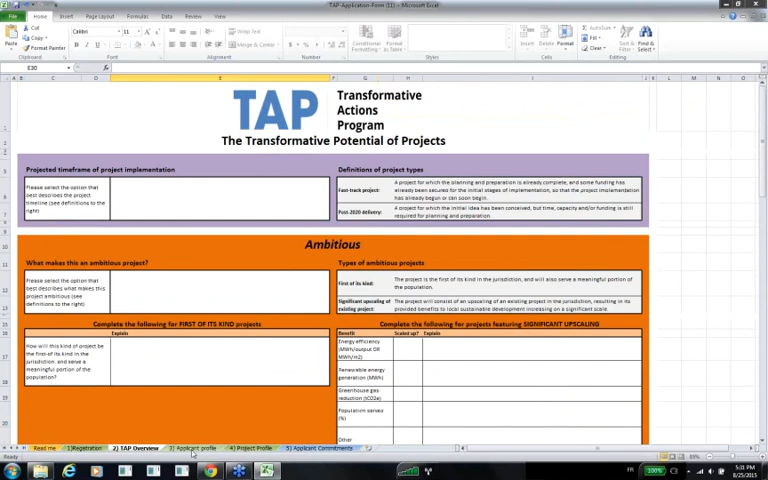 TAP-Application-Form (11) - Microsoft Excel
File Home Insert Page Layout Formulas Data Review View
Paste
Cut
Copy
Format Painter
Clipboard
Calibri 11
Font
Wrap Text
Merge & Center
Alignment
Number
Conditional Formatting
Format as
Styles
Insert Delete Format
Cells
AutoSum
Fill
Clear
Sort & Filter
Find & Select
Editing
E30
TAP
Transformative
Actions
Program
The Transformative Potential of Projects
Projected timeframe of project implementation
Definitions of project types
Please select the option that best describes the project timeline (see definitions to the right)
Fast-track project: A project for which the planning and preparation is already complete, and some funding has already been secured for the initial stages of implementation, so that the project implementation has already begun or can soon begin.
Post-2020 delivery: A project for which the initial idea has been conceived, but time, capacity and/or funding is still required for planning and preparation.
Ambitious
What makes this an ambitious project?
Types of ambitious projects
Please select the option that best describes what makes this project ambitious (see definitions to the right)
First of its kind: The project is the first of its kind in the jurisdiction, and will also serve a meaningful portion of the population.
Significant upscaling of existing project: The project will consist of an upscaling of an existing project in the jurisdiction, resulting in its provided benefits to local sustainable development increasing on a significant scale.
Complete the following for FIRST OF ITS KIND projects
Complete the following for projects featuring SIGNIFICANT UPSCALING
Explain
Benefit Scaled up? Explain
How will this kind of project be the first-of its kind in the jurisdiction, and serve a meaningful portion of the population?
Energy efficiency (MWh/output OR MWh/m2)
Renewable energy generation (MWh)
Greenhouse gas reduction (tCO2e)
Population served (%)
Other
Read me 1)Registration 2) TAP Overview 3) Applicant profile 4) Project Profile 5) Applicant Commitments
Ready
FR 100% 5:31 PM
8/25/2015